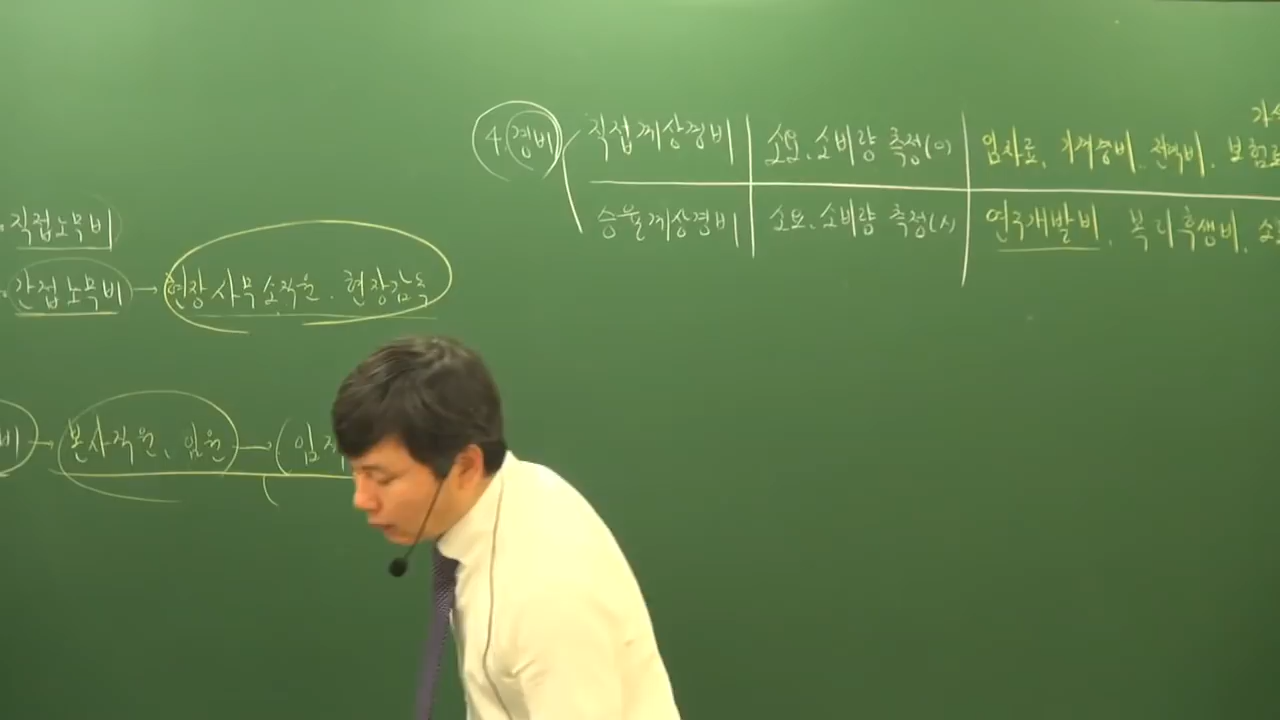 직접노무비
간접노무비 → 현장사무소직원, 현장감독
비 → 본사직원, 임원 → (임
4. 경비
직접계상경비 소요, 소비량 측정(O) 임차료, 기계경비, 전력비, 보험료
승율계상경비 소요, 소비량 측정(X) 연구개발비, 복리후생비, 소